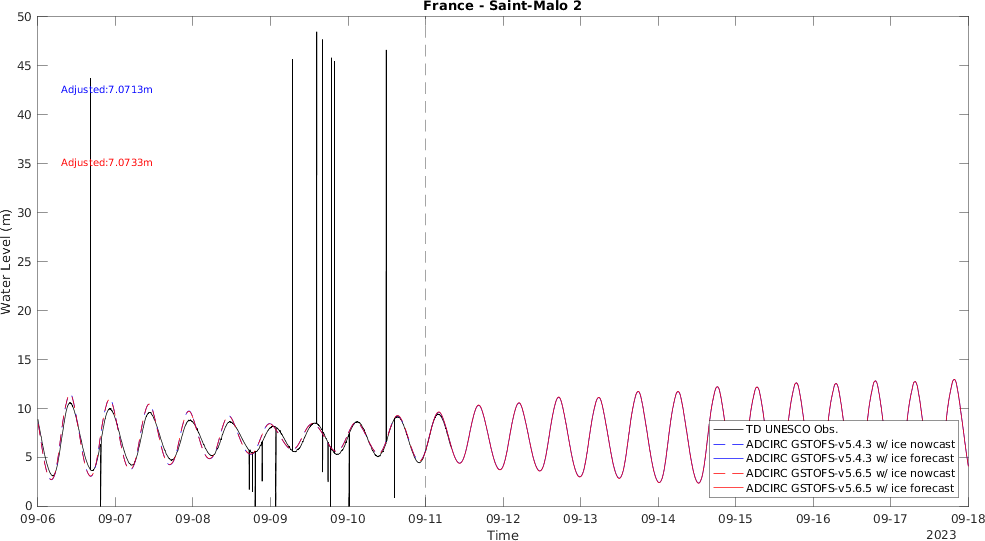 France - Saint-Malo 2
50
45
40
35
30
25
20
15
10
5
0
Water Level (m)
Adjusted:7.0713m
Adjusted:7.0733m
TD UNESCO Obs.
ADCIRC GSTOFS-v5.4.3 w/ ice nowcast
ADCIRC GSTOFS-v5.4.3 w/ ice forecast
ADCIRC GSTOFS-v5.6.5 w/ ice nowcast
ADCIRC GSTOFS-v5.6.5 w/ ice forecast
09-06 09-07 09-08 09-09 09-10 09-11 09-12 09-13 09-14 09-15 09-16 09-17 09-18
Time
2023